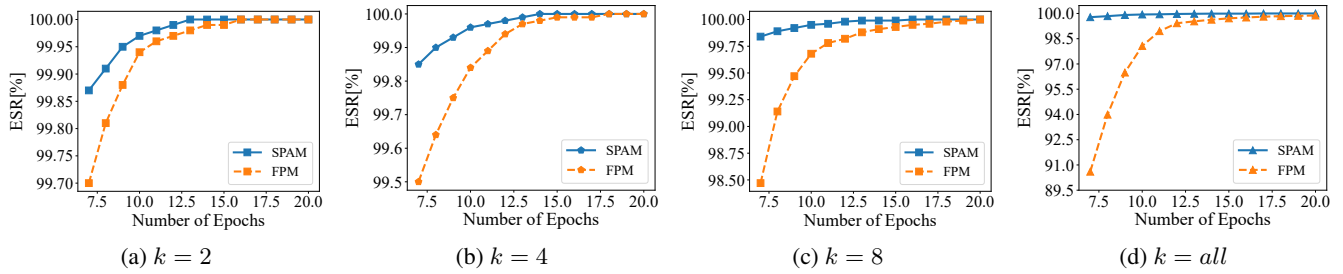 ESR[%]
100.00
99.95
99.90
99.85
99.80
99.75
99.70
SPAM
FPM
7.5 10.0 12.5 15.0 17.5 20.0
Number of Epochs
(a) k = 2
ESR[%]
100.0
99.9
99.8
99.7
99.6
99.5
SPAM
FPM
7.5 10.0 12.5 15.0 17.5 20.0
Number of Epochs
(b) k = 4
ESR[%]
100.00
99.75
99.50
99.25
99.00
98.75
98.50
SPAM
FPM
7.5 10.0 12.5 15.0 17.5 20.0
Number of Epochs
(c) k = 8
ESR[%]
100.0
98.5
97.0
95.5
94.0
92.5
91.0
89.5
SPAM
FPM
7.5 10.0 12.5 15.0 17.5 20.0
Number of Epochs
(d) k = all